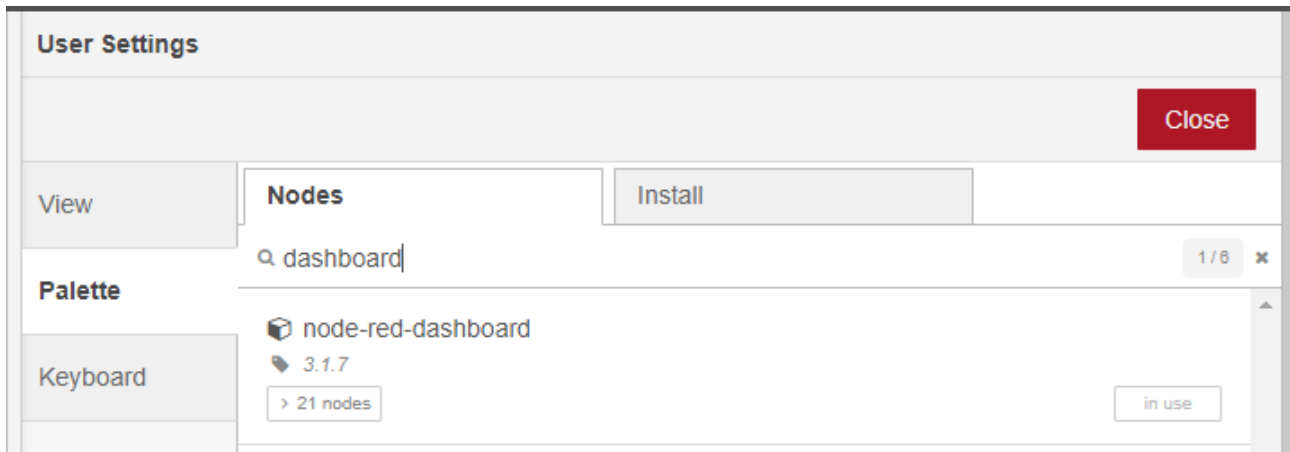 User Settings
Close
View
Nodes
Install
dashboard
1 / 6
Palette
node-red-dashboard
3.1.7
Keyboard
> 21 nodes
in use